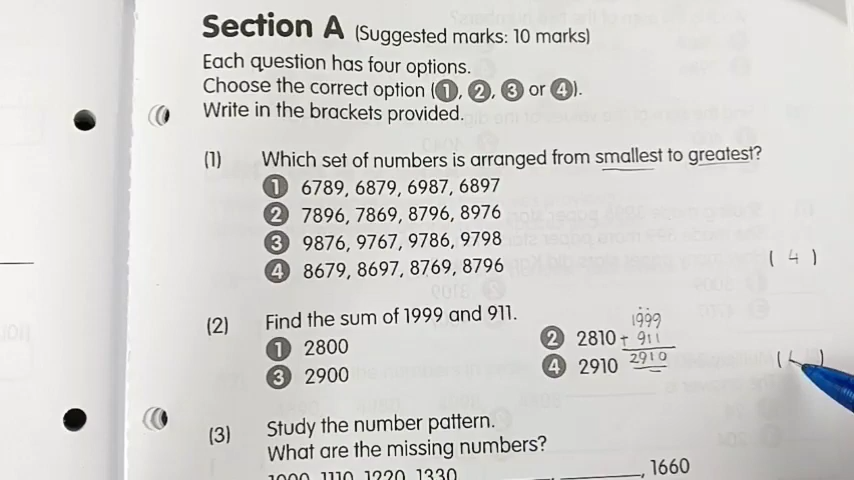 Section A (Suggested marks: 10 marks)
Each question has four options.
Choose the correct option (1, 2, 3 or 4).
Write in the brackets provided.
(1) Which set of numbers is arranged from smallest to greatest?
1 6789, 6879, 6987, 6897
2 7896, 7869, 8796, 8976
3 9876, 9767, 9786, 9798
4 8679, 8697, 8769, 8796
( 4 )
(2) Find the sum of 1999 and 911.
1 2800
2 2810
3 2900
4 2910
1999
+ 911
2910
(3) Study the number pattern.
What are the missing numbers?
1000, 1110, 1220, 1330, 1660